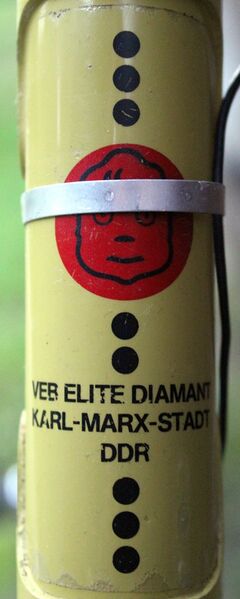 VEB ELITE DIAMANT
KARL-MARX-STADT
DDR